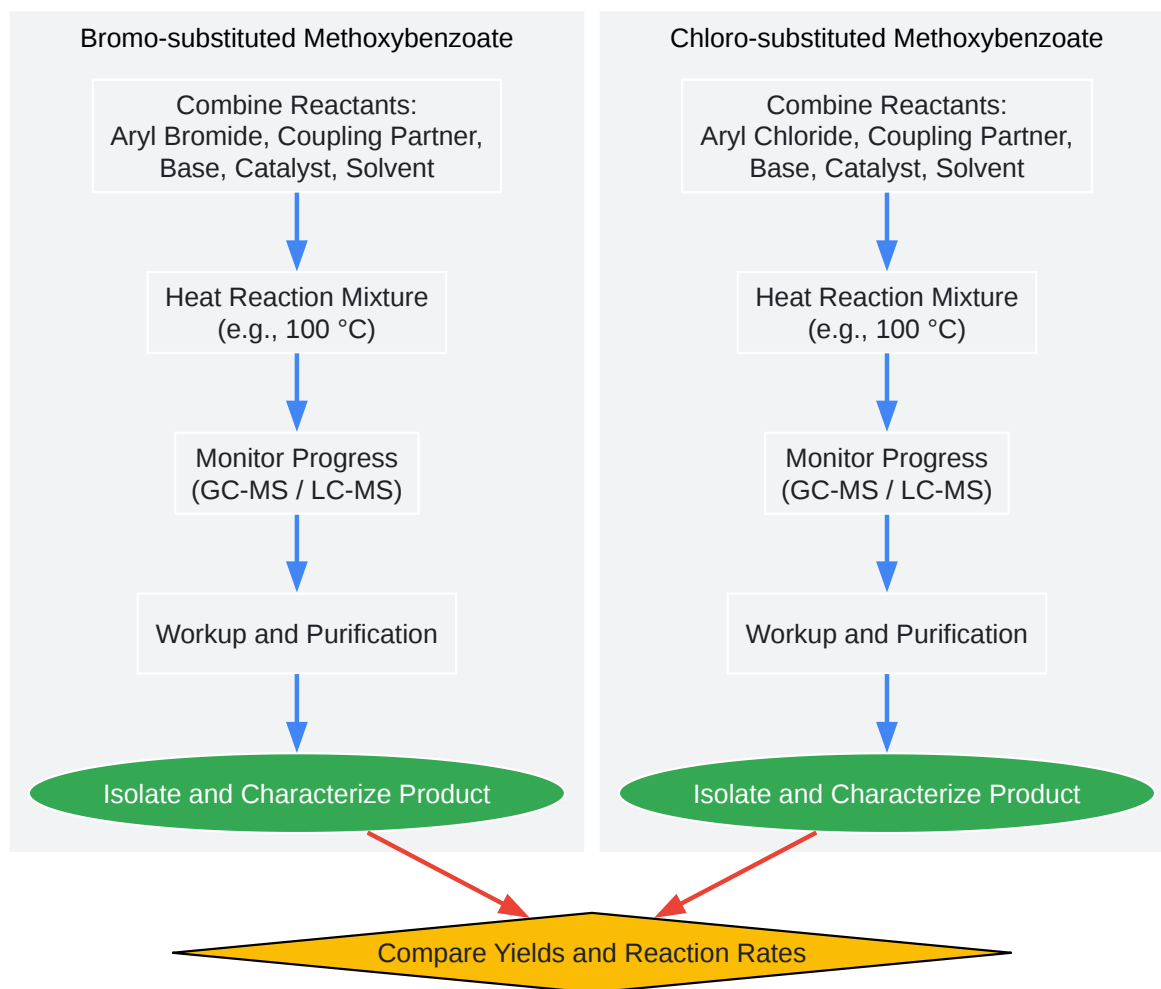 Bromo-substituted Methoxybenzoate
Combine Reactants:
Aryl Bromide, Coupling Partner,
Base, Catalyst, Solvent
Heat Reaction Mixture
(e.g., 100 °C)
Monitor Progress
(GC-MS / LC-MS)
Workup and Purification
Isolate and Characterize Product
Chloro-substituted Methoxybenzoate
Combine Reactants:
Aryl Chloride, Coupling Partner,
Base, Catalyst, Solvent
Heat Reaction Mixture
(e.g., 100 °C)
Monitor Progress
(GC-MS / LC-MS)
Workup and Purification
Isolate and Characterize Product
Compare Yields and Reaction Rates